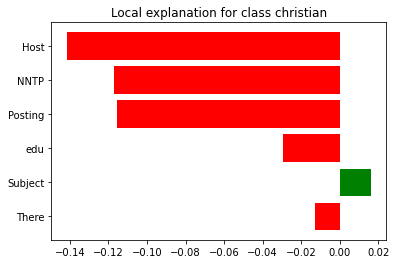 Local explanation for class christian
Host
NNTP
Posting
edu
Subject
There
−0.14 −0.12 −0.10 −0.08 −0.06 −0.04 −0.02 0.00 0.02